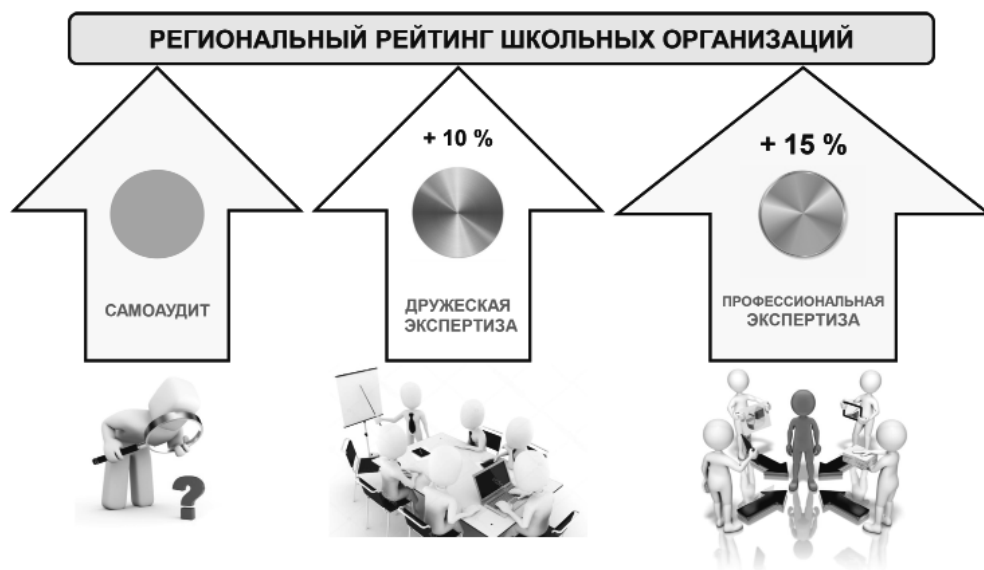 РЕГИОНАЛЬНЫЙ РЕЙТИНГ ШКОЛЬНЫХ ОРГАНИЗАЦИЙ
САМОАУДИТ
+ 10 %
ДРУЖЕСКАЯ
ЭКСПЕРТИЗА
+ 15 %
ПРОФЕССИОНАЛЬНАЯ
ЭКСПЕРТИЗА
?